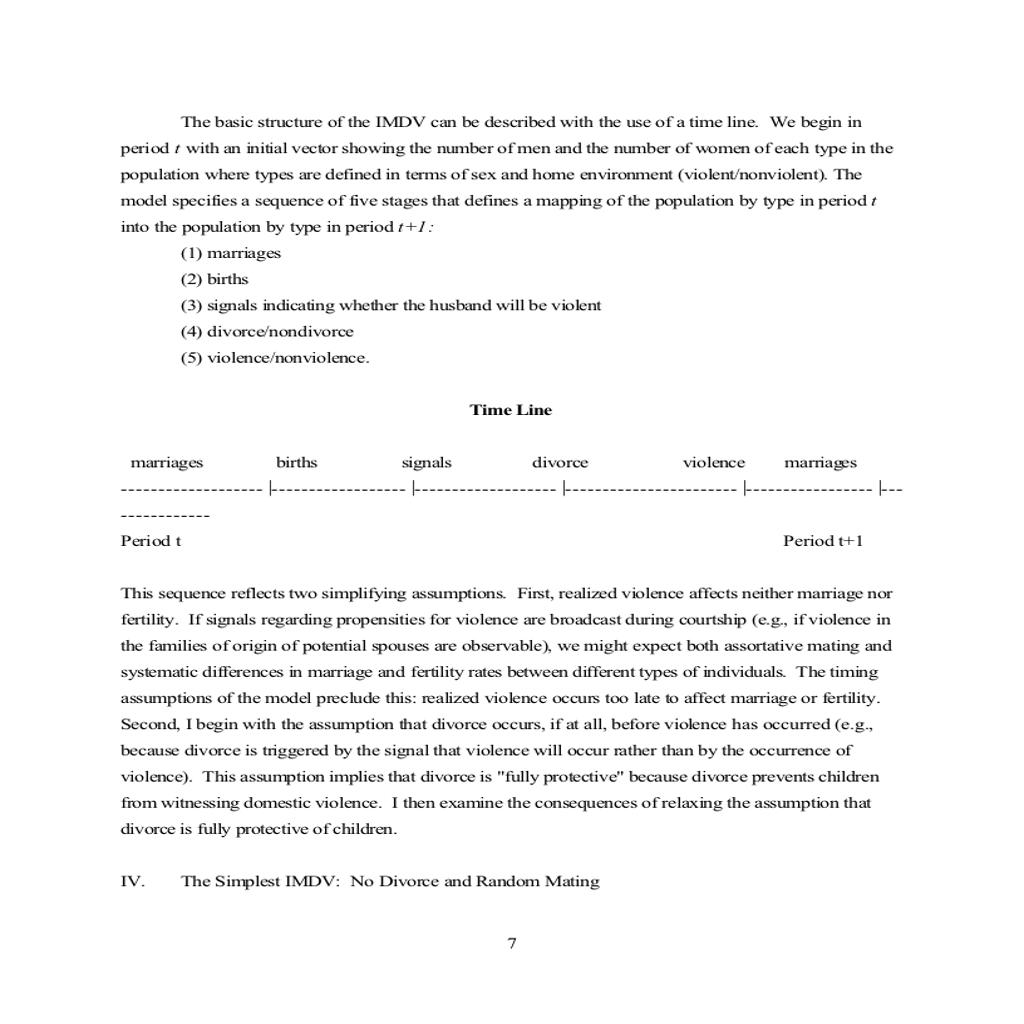 The basic structure of the IMDV can be described with the use of a time line.  We begin in
period t with an initial vector showing the number of men and the number of women of each type in the
population where types are defined in terms of sex and home environment (violent/nonviolent). The
model specifies a sequence of five stages that defines a mapping of the population by type in period t
into the population by type in period t+1:
(1) marriages
(2) births
(3) signals indicating whether the husband will be violent
(4) divorce/nondivorce
(5) violence/nonviolence.
Time Line
marriages births signals divorce violence marriages
------------------- |------------------ |------------------- |----------------------- |----------------- |---
------------
Period t Period t+1
This sequence reflects two simplifying assumptions.  First, realized violence affects neither marriage nor
fertility.  If signals regarding propensities for violence are broadcast during courtship (e.g., if violence in
the families of origin of potential spouses are observable), we might expect both assortative mating and
systematic differences in marriage and fertility rates between different types of individuals.  The timing
assumptions of the model preclude this: realized violence occurs too late to affect marriage or fertility.
Second, I begin with the assumption that divorce occurs, if at all, before violence has occurred (e.g.,
because divorce is triggered by the signal that violence will occur rather than by the occurrence of
violence).  This assumption implies that divorce is "fully protective" because divorce prevents children
from witnessing domestic violence.  I then examine the consequences of relaxing the assumption that
divorce is fully protective of children.
IV. The Simplest IMDV:  No Divorce and Random Mating
7